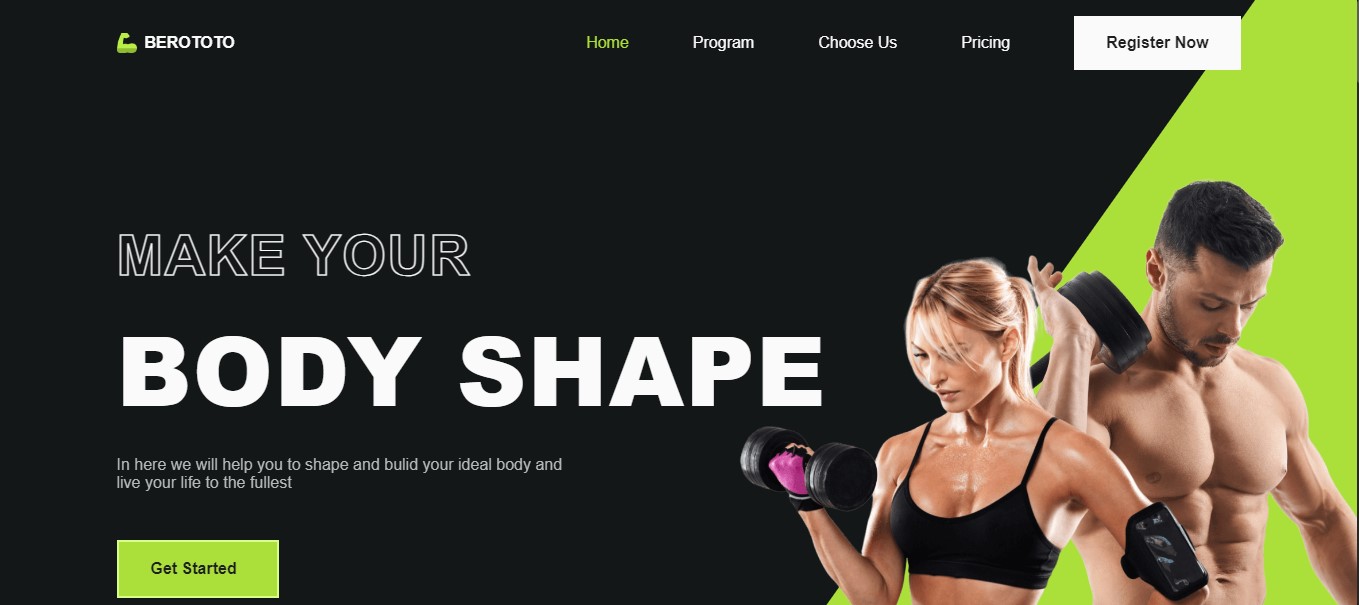 BEROTOTO
Home
Program
Choose Us
Pricing
Register Now
MAKE YOUR
BODY SHAPE
In here we will help you to shape and bulid your ideal body and
live your life to the fullest
Get Started